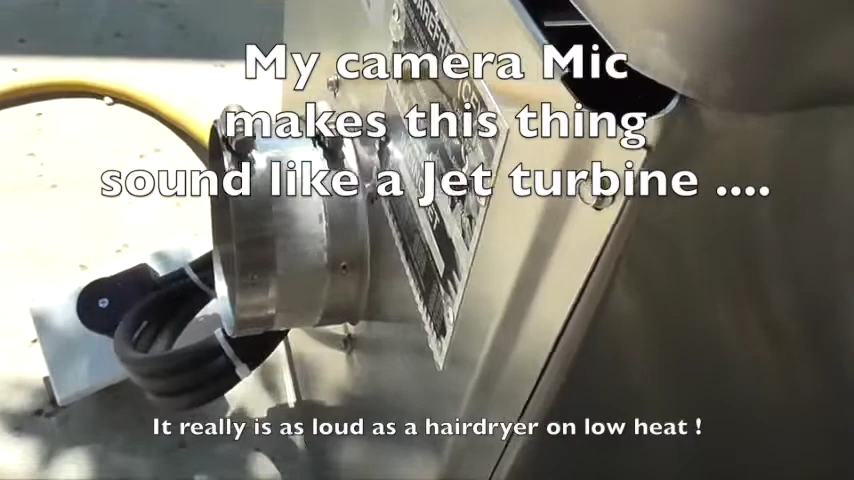 My camera Mic
makes this thing
sound like a Jet turbine ....
It really is as loud as a hairdryer on low heat !